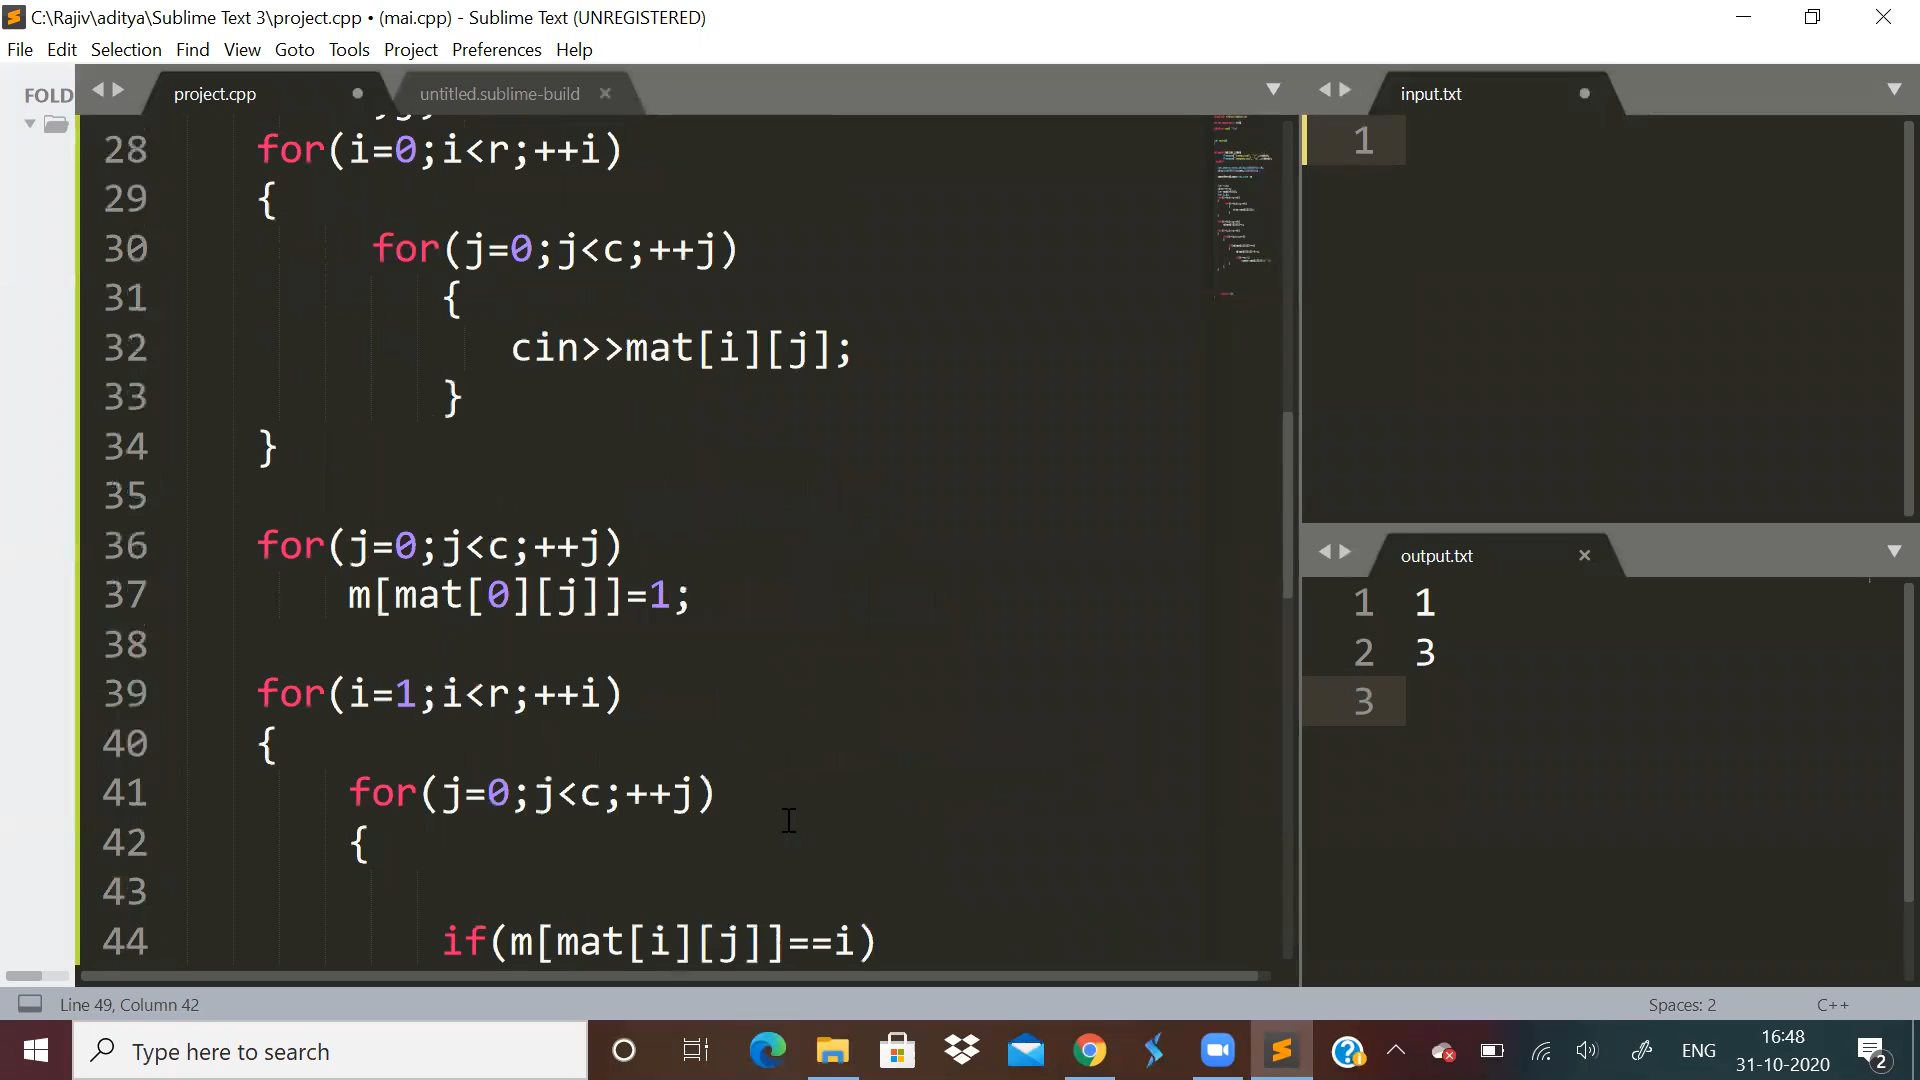 C:\Rajiv\aditya\Sublime Text 3\project.cpp • (mai.cpp) - Sublime Text (UNREGISTERED)
File Edit Selection Find View Goto Tools Project Preferences Help
FOLD
project.cpp
untitled.sublime-build
28 for(i=0;i<r;++i)
29 {
30 for(j=0;j<c;++j)
31 {
32 cin>>mat[i][j];
33 }
34 }
35
36 for(j=0;j<c;++j)
37 m[mat[0][j]]=1;
38
39 for(i=1;i<r;++i)
40 {
41 for(j=0;j<c;++j)
42 {
43
44 if(m[mat[i][j]]==i)
input.txt
1
output.txt
1 1
2 3
3
Line 49, Column 42
Spaces: 2
C++
Type here to search
ENG
16:48
31-10-2020
2